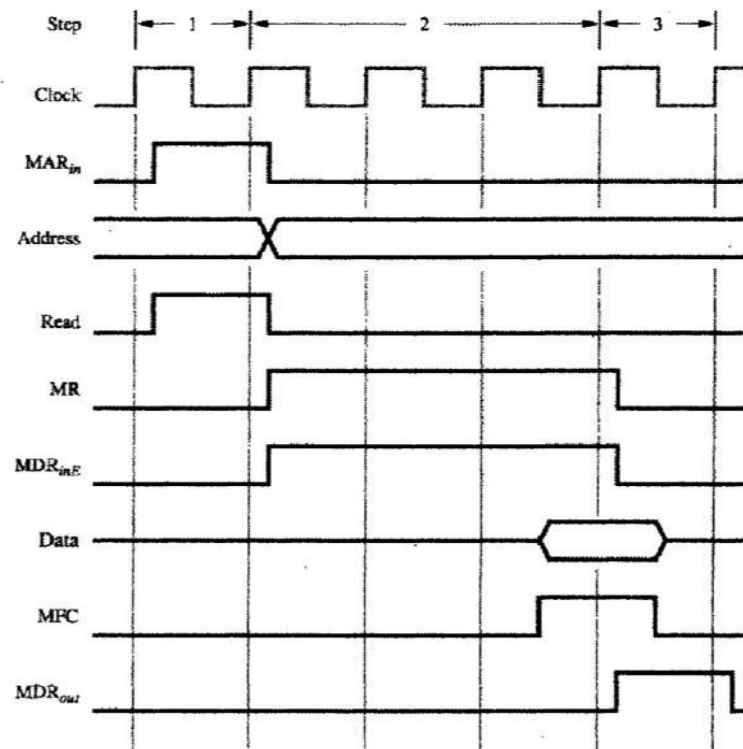 Step 1 2 3
Clock
MARin
Address
Read
MR
MDRinE
Data
MFC
MDRout